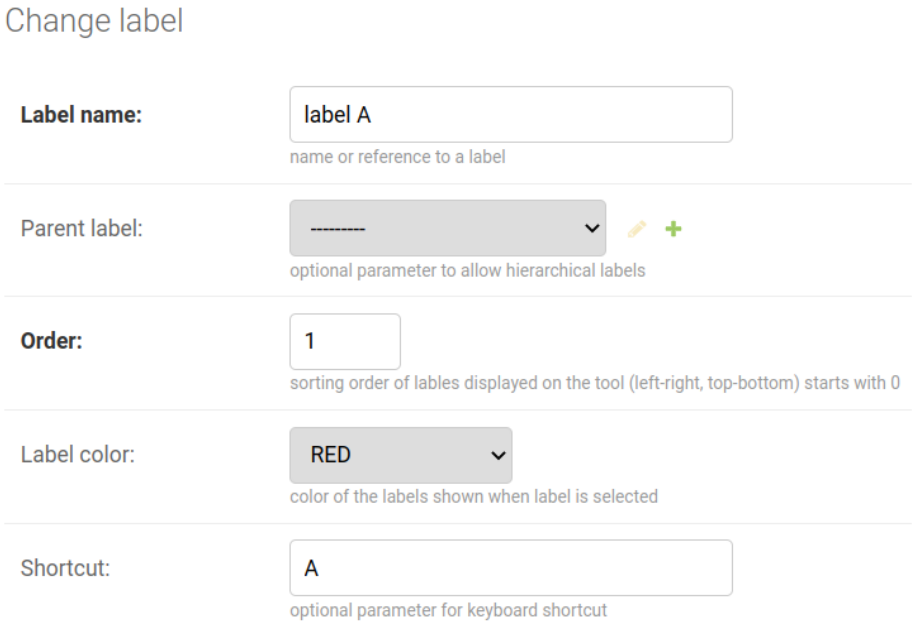 Change label
Label name:
label A
name or reference to a label
Parent label:
---------
optional parameter to allow hierarchical labels
Order:
1
sorting order of lables displayed on the tool (left-right, top-bottom) starts with 0
Label color:
RED
color of the labels shown when label is selected
Shortcut:
A
optional parameter for keyboard shortcut